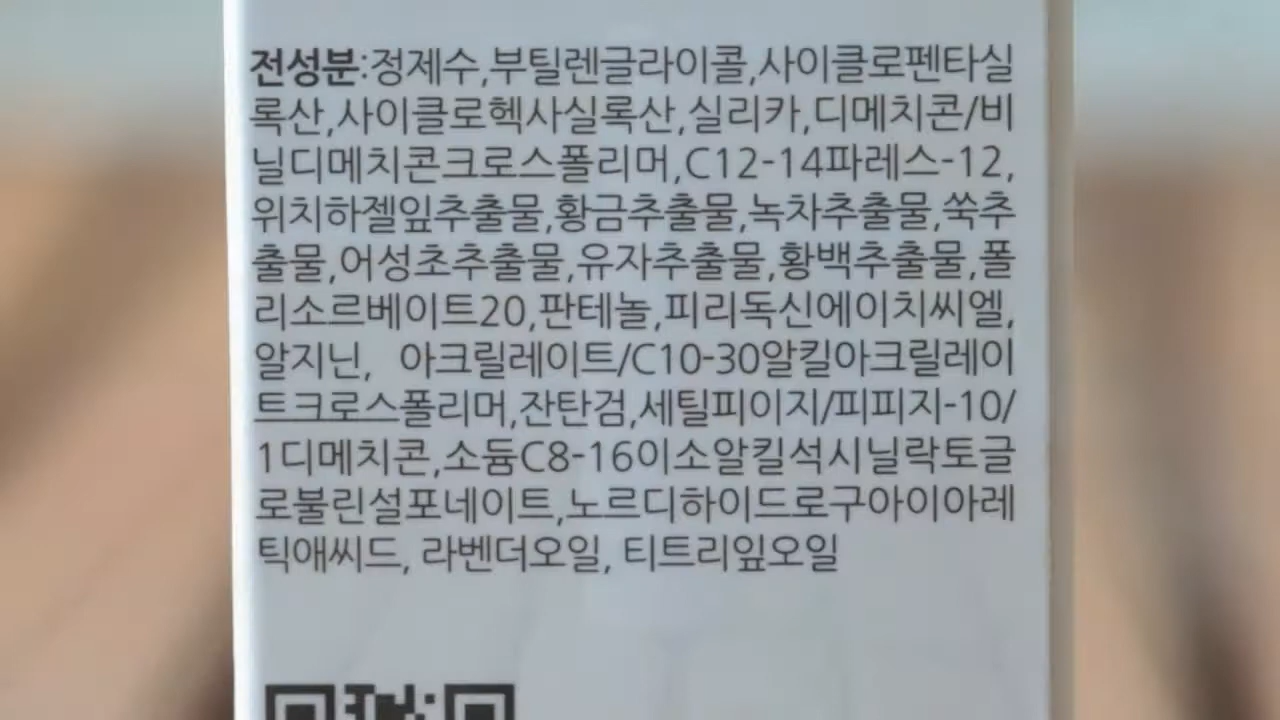 전성분:정제수,부틸렌글라이콜,사이클로펜타실
록산,사이클로헥사실록산,실리카,디메치콘/비
닐디메치콘크로스폴리머,C12-14파레스-12,
위치하젤잎추출물,황금추출물,녹차추출물,쑥추
출물,어성초추출물,유자추출물,황백추출물,폴
리소르베이트20,판테놀,피리독신에이치씨엘,
알지닌, 아크릴레이트/C10-30알킬아크릴레이
트크로스폴리머,잔탄검,세틸피이지/피피지-10/
1디메치콘,소듐C8-16이소알킬석시닐락토글
로불린설포네이트,노르디하이드로구아이아레
틱애씨드, 라벤더오일, 티트리잎오일